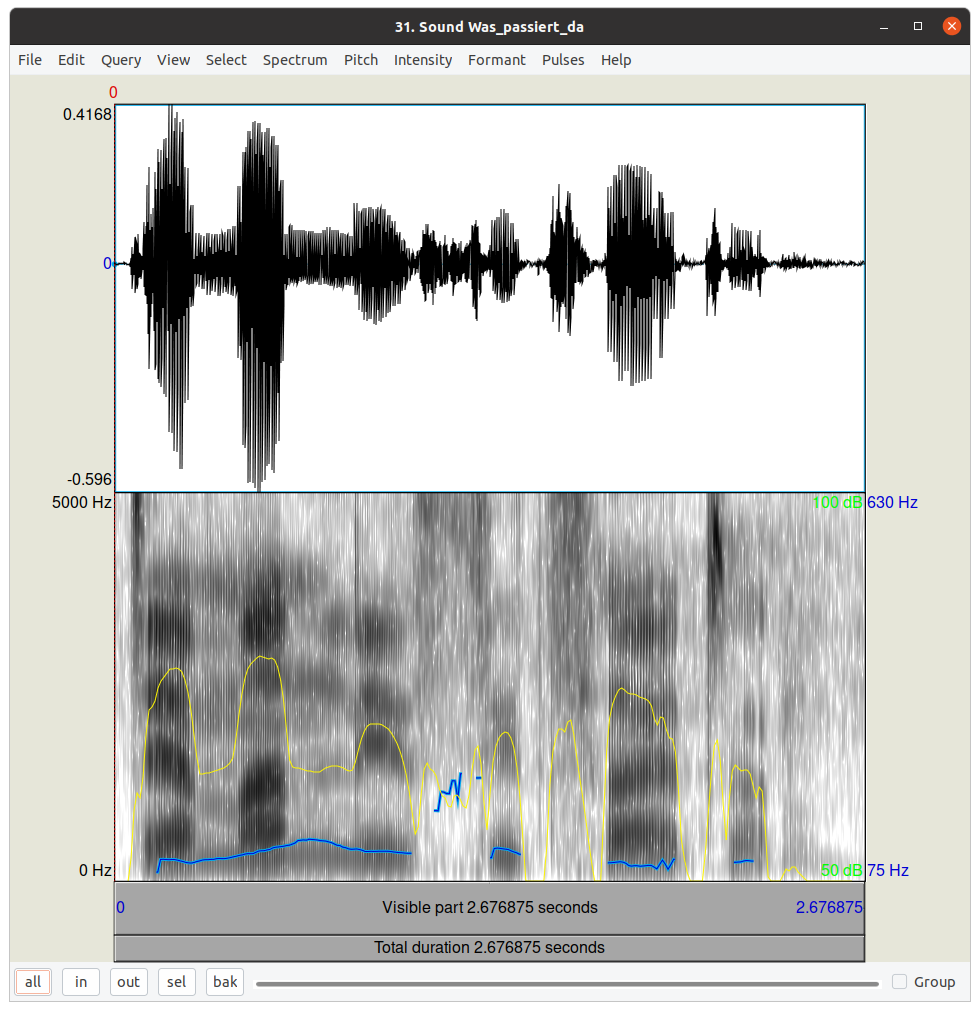 31. Sound Was_passiert_da
File Edit Query View Select Spectrum Pitch Intensity Formant Pulses Help
0
0.4168
0
-0.596
5000 Hz 100 dB 630 Hz
0 Hz 50 dB 75 Hz
0 Visible part 2.676875 seconds 2.676875
Total duration 2.676875 seconds
all in out sel bak Group